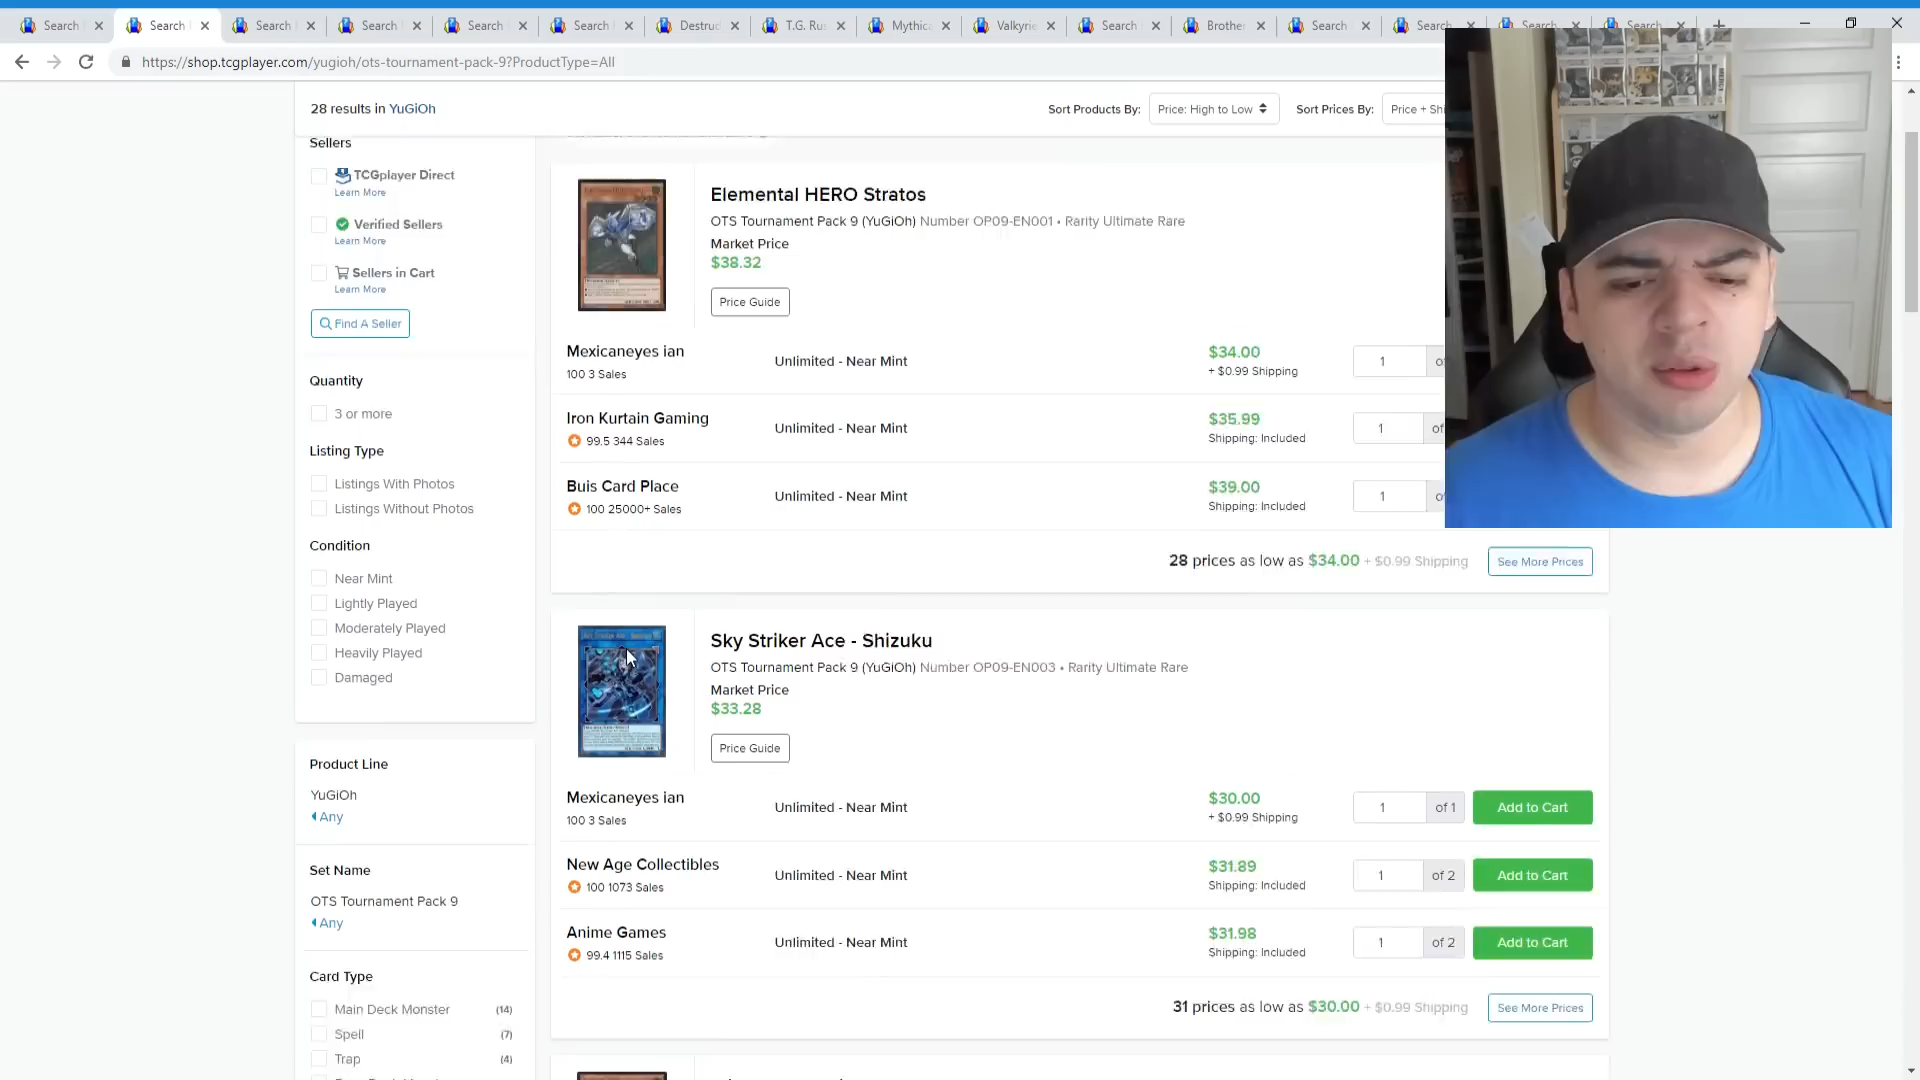 Search
Search
Search
Search
Search
Search
Destruc
T.G. Rus
Mythica
Valkyrie
Search
Brother
Search
Search
Search
Search
https://shop.tcgplayer.com/yugioh/ots-tournament-pack-9?ProductType=All
28 results in YuGiOh
Sort Products By: Price: High to Low
Sort Prices By: Price + Shi
Sellers
TCGplayer Direct
Learn More
Verified Sellers
Learn More
Sellers in Cart
Learn More
Find A Seller
Quantity
3 or more
Listing Type
Listings With Photos
Listings Without Photos
Condition
Near Mint
Lightly Played
Moderately Played
Heavily Played
Damaged
Product Line
YuGiOh
Any
Set Name
OTS Tournament Pack 9
Any
Card Type
Main Deck Monster (14)
Spell (7)
Trap (4)
Elemental HERO Stratos
OTS Tournament Pack 9 (YuGiOh) Number OP09-EN001 • Rarity Ultimate Rare
Market Price
$38.32
Price Guide
Mexicaneyes ian
100 3 Sales
Unlimited - Near Mint
$34.00
+ $0.99 Shipping
1
Iron Kurtain Gaming
99.5 344 Sales
Unlimited - Near Mint
$35.99
Shipping: Included
1 of
Buis Card Place
100 25000+ Sales
Unlimited - Near Mint
$39.00
Shipping: Included
1
28 prices as low as $34.00 + $0.99 Shipping
See More Prices
Sky Striker Ace - Shizuku
OTS Tournament Pack 9 (YuGiOh) Number OP09-EN003 • Rarity Ultimate Rare
Market Price
$33.28
Price Guide
Mexicaneyes ian
100 3 Sales
Unlimited - Near Mint
$30.00
+ $0.99 Shipping
1 of 1
Add to Cart
New Age Collectibles
100 1073 Sales
Unlimited - Near Mint
$31.89
Shipping: Included
1 of 2
Add to Cart
Anime Games
99.4 1115 Sales
Unlimited - Near Mint
$31.98
Shipping: Included
1 of 2
Add to Cart
31 prices as low as $30.00 + $0.99 Shipping
See More Prices